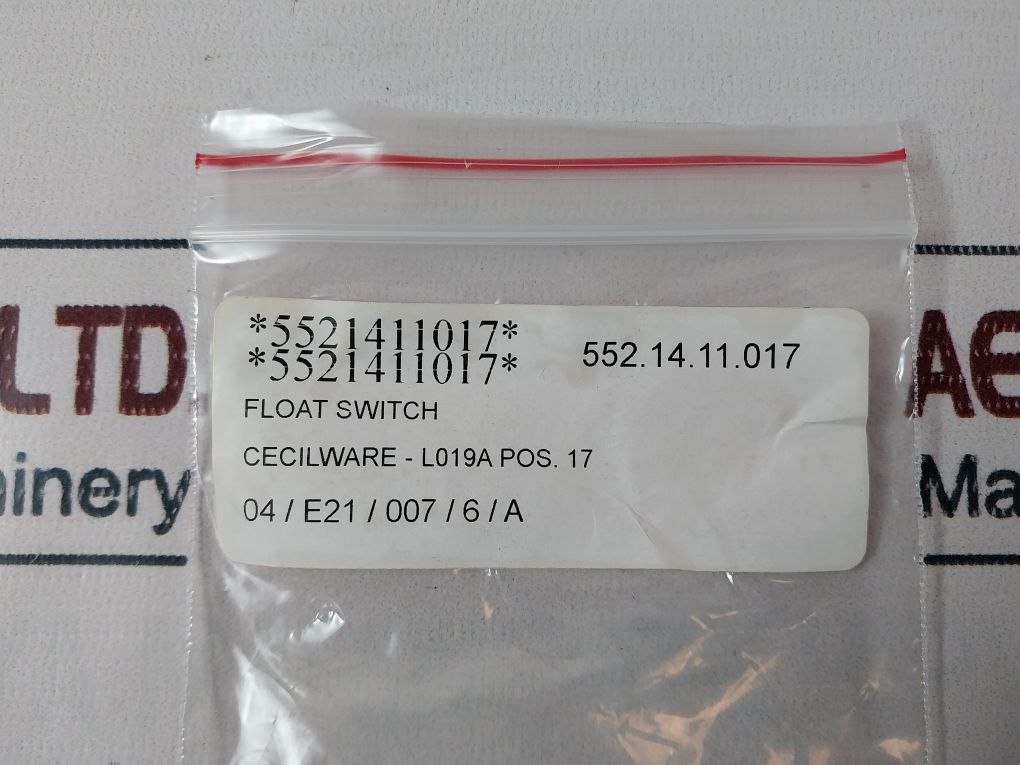 *5521411017*
*5521411017* 552.14.11.017
FLOAT SWITCH
CECILWARE - L019A POS. 17
04 / E21 / 007 / 6 / A
LTD
AE
hinery
Ma